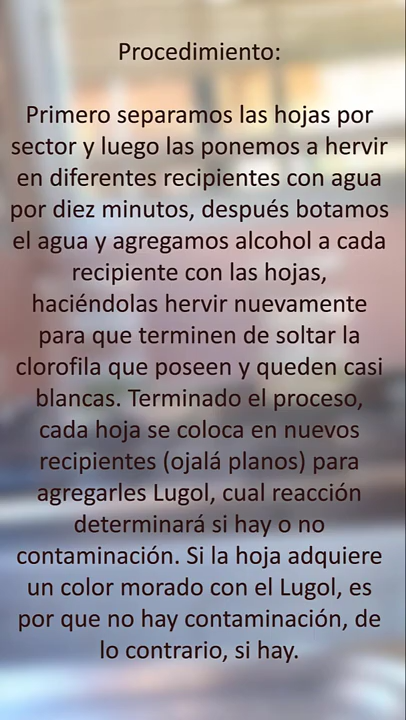 Procedimiento:
Primero separamos las hojas por
sector y luego las ponemos a hervir
en diferentes recipientes con agua
por diez minutos, después botamos
el agua y agregamos alcohol a cada
recipiente con las hojas,
haciéndolas hervir nuevamente
para que terminen de soltar la
clorofila que poseen y queden casi
blancas. Terminado el proceso,
cada hoja se coloca en nuevos
recipientes (ojalá planos) para
agregarles Lugol, cual reacción
determinará si hay o no
contaminación. Si la hoja adquiere
un color morado con el Lugol, es
por que no hay contaminación, de
lo contrario, si hay.